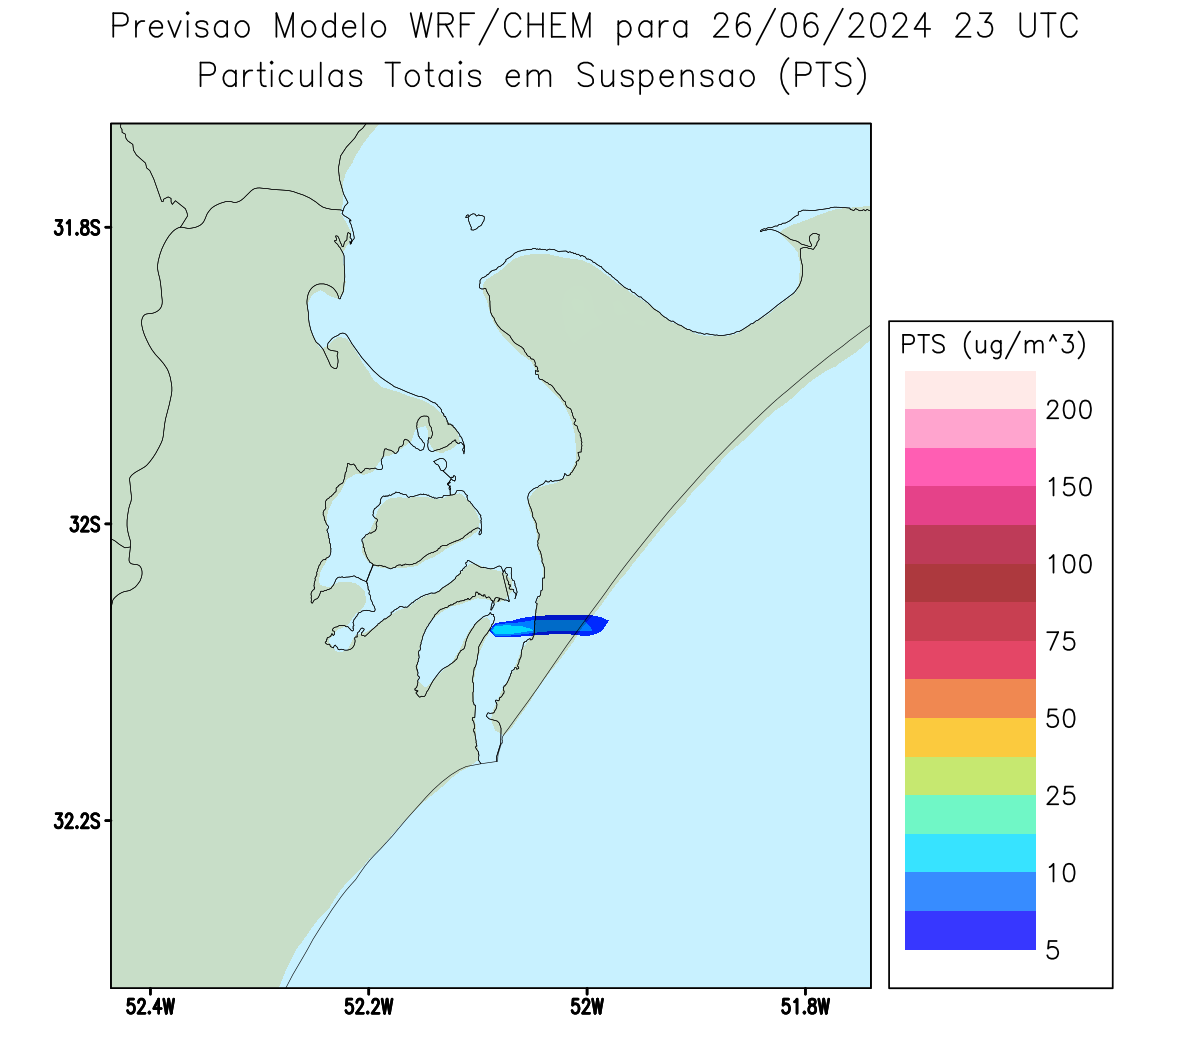 Previsao Modelo WRF/CHEM para 26/06/2024 23 UTC
Particulas Totais em Suspensao (PTS)
31.8S
32S
32.2S
52.4W 52.2W 52W 51.8W
PTS (ug/m^3)
200
150
100
75
50
25
10
5